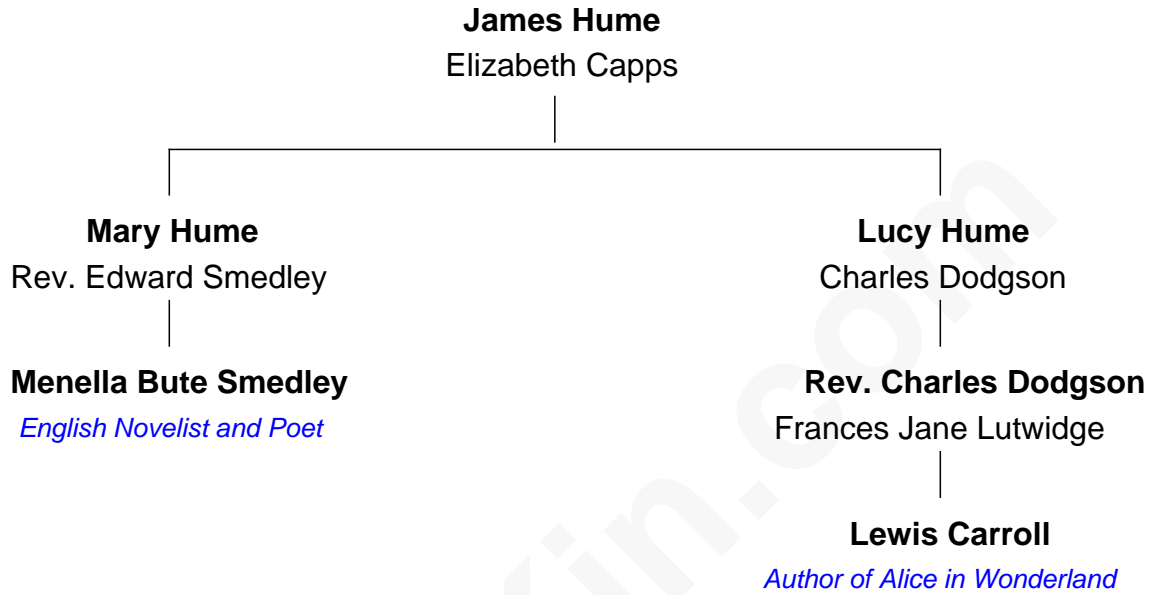 James Hume
Elizabeth Capps
Mary Hume
Rev. Edward Smedley
Menella Bute Smedley
English Novelist and Poet
Lucy Hume
Charles Dodgson
Rev. Charles Dodgson
Frances Jane Lutwidge
Lewis Carroll
Author of Alice in Wonderland